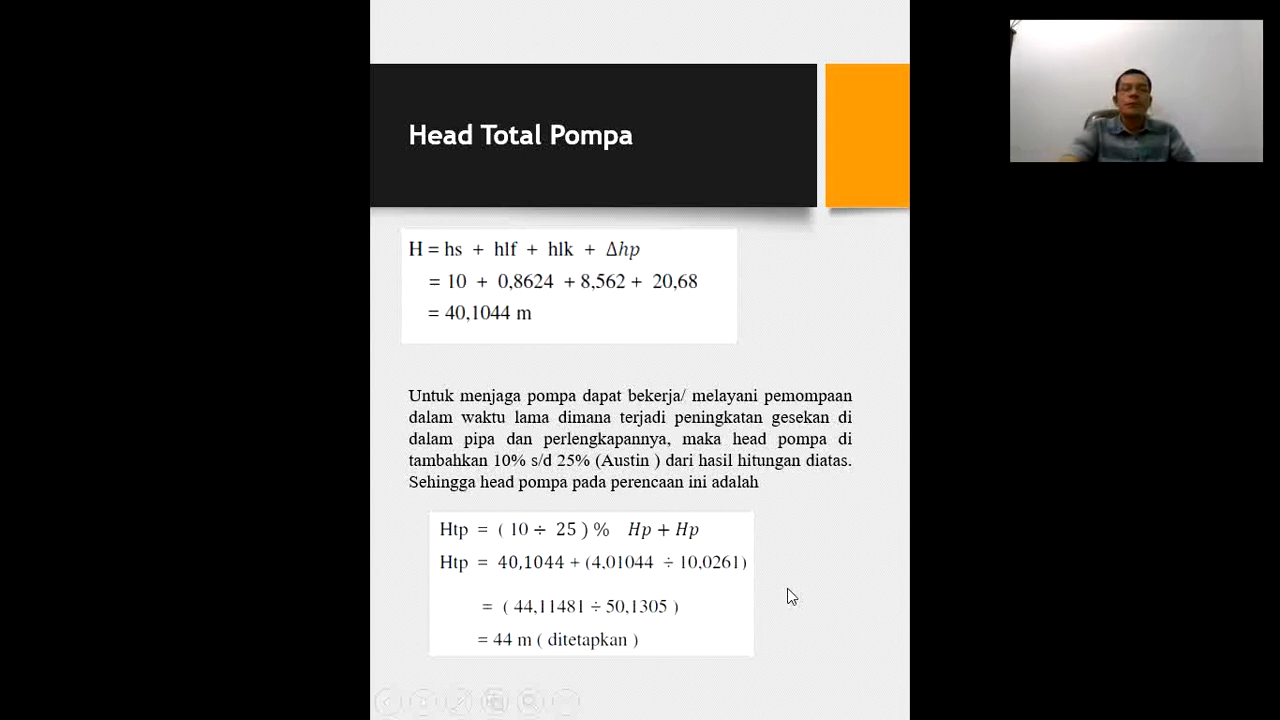 Head Total Pompa
H = hs + hlf + hlk + Δhp
= 10 + 0,8624 + 8,562 + 20,68
= 40,1044 m
Untuk menjaga pompa dapat bekerja/ melayani pemompaan
dalam waktu lama dimana terjadi peningkatan gesekan di
dalam pipa dan perlengkapannya, maka head pompa di
tambahkan 10% s/d 25% (Austin ) dari hasil hitungan diatas.
Sehingga head pompa pada perencaan ini adalah
Htp = ( 10 ÷ 25 ) % Hp + Hp
Htp = 40,1044 + (4,01044 ÷ 10,0261)
= ( 44,11481 ÷ 50,1305 )
= 44 m ( ditetapkan )